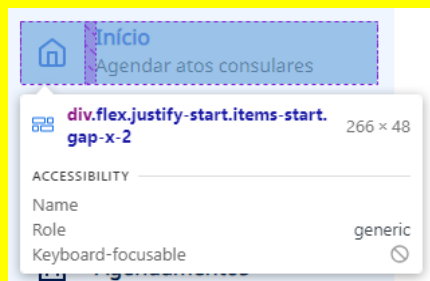 Início
Agendar atos consulares
div.flex.justify-start.items-start.
gap-x-2
266 × 48
ACCESSIBILITY
Name
Role generic
Keyboard-focusable
Agendamentos